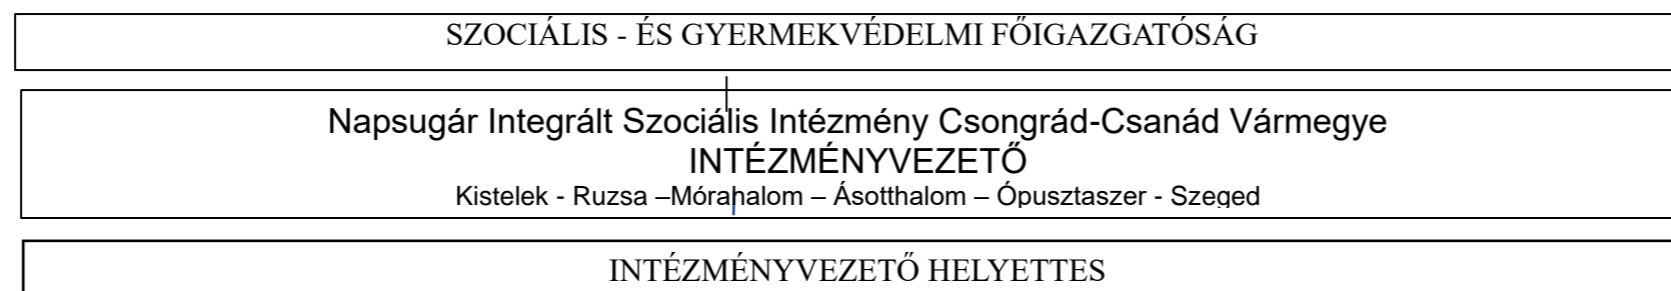 SZOCIÁLIS - ÉS GYERMEKVÉDELMI FŐIGAZGATÓSÁG
Napsugár Integrált Szociális Intézmény Csongrád-Csanád Vármegye
INTÉZMÉNYVEZETŐ
Kistelek - Ruzsa –Mórahalom – Ásotthalom – Ópusztaszer - Szeged
INTÉZMÉNYVEZETŐ HELYETTES